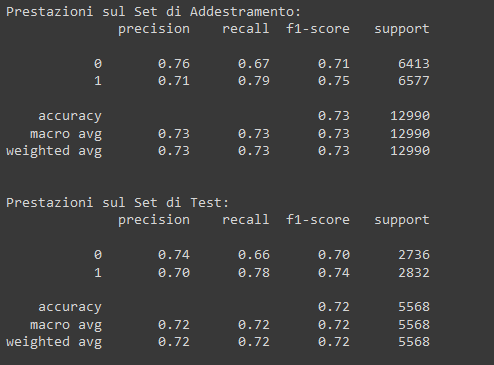 Prestazioni sul Set di Addestramento:
              precision    recall  f1-score   support

           0       0.76      0.67      0.71      6413
           1       0.71      0.79      0.75      6577

    accuracy                           0.73     12990
   macro avg       0.73      0.73      0.73     12990
weighted avg       0.73      0.73      0.73     12990

Prestazioni sul Set di Test:
              precision    recall  f1-score   support

           0       0.74      0.66      0.70      2736
           1       0.70      0.78      0.74      2832

    accuracy                           0.72      5568
   macro avg       0.72      0.72      0.72      5568
weighted avg       0.72      0.72      0.72      5568